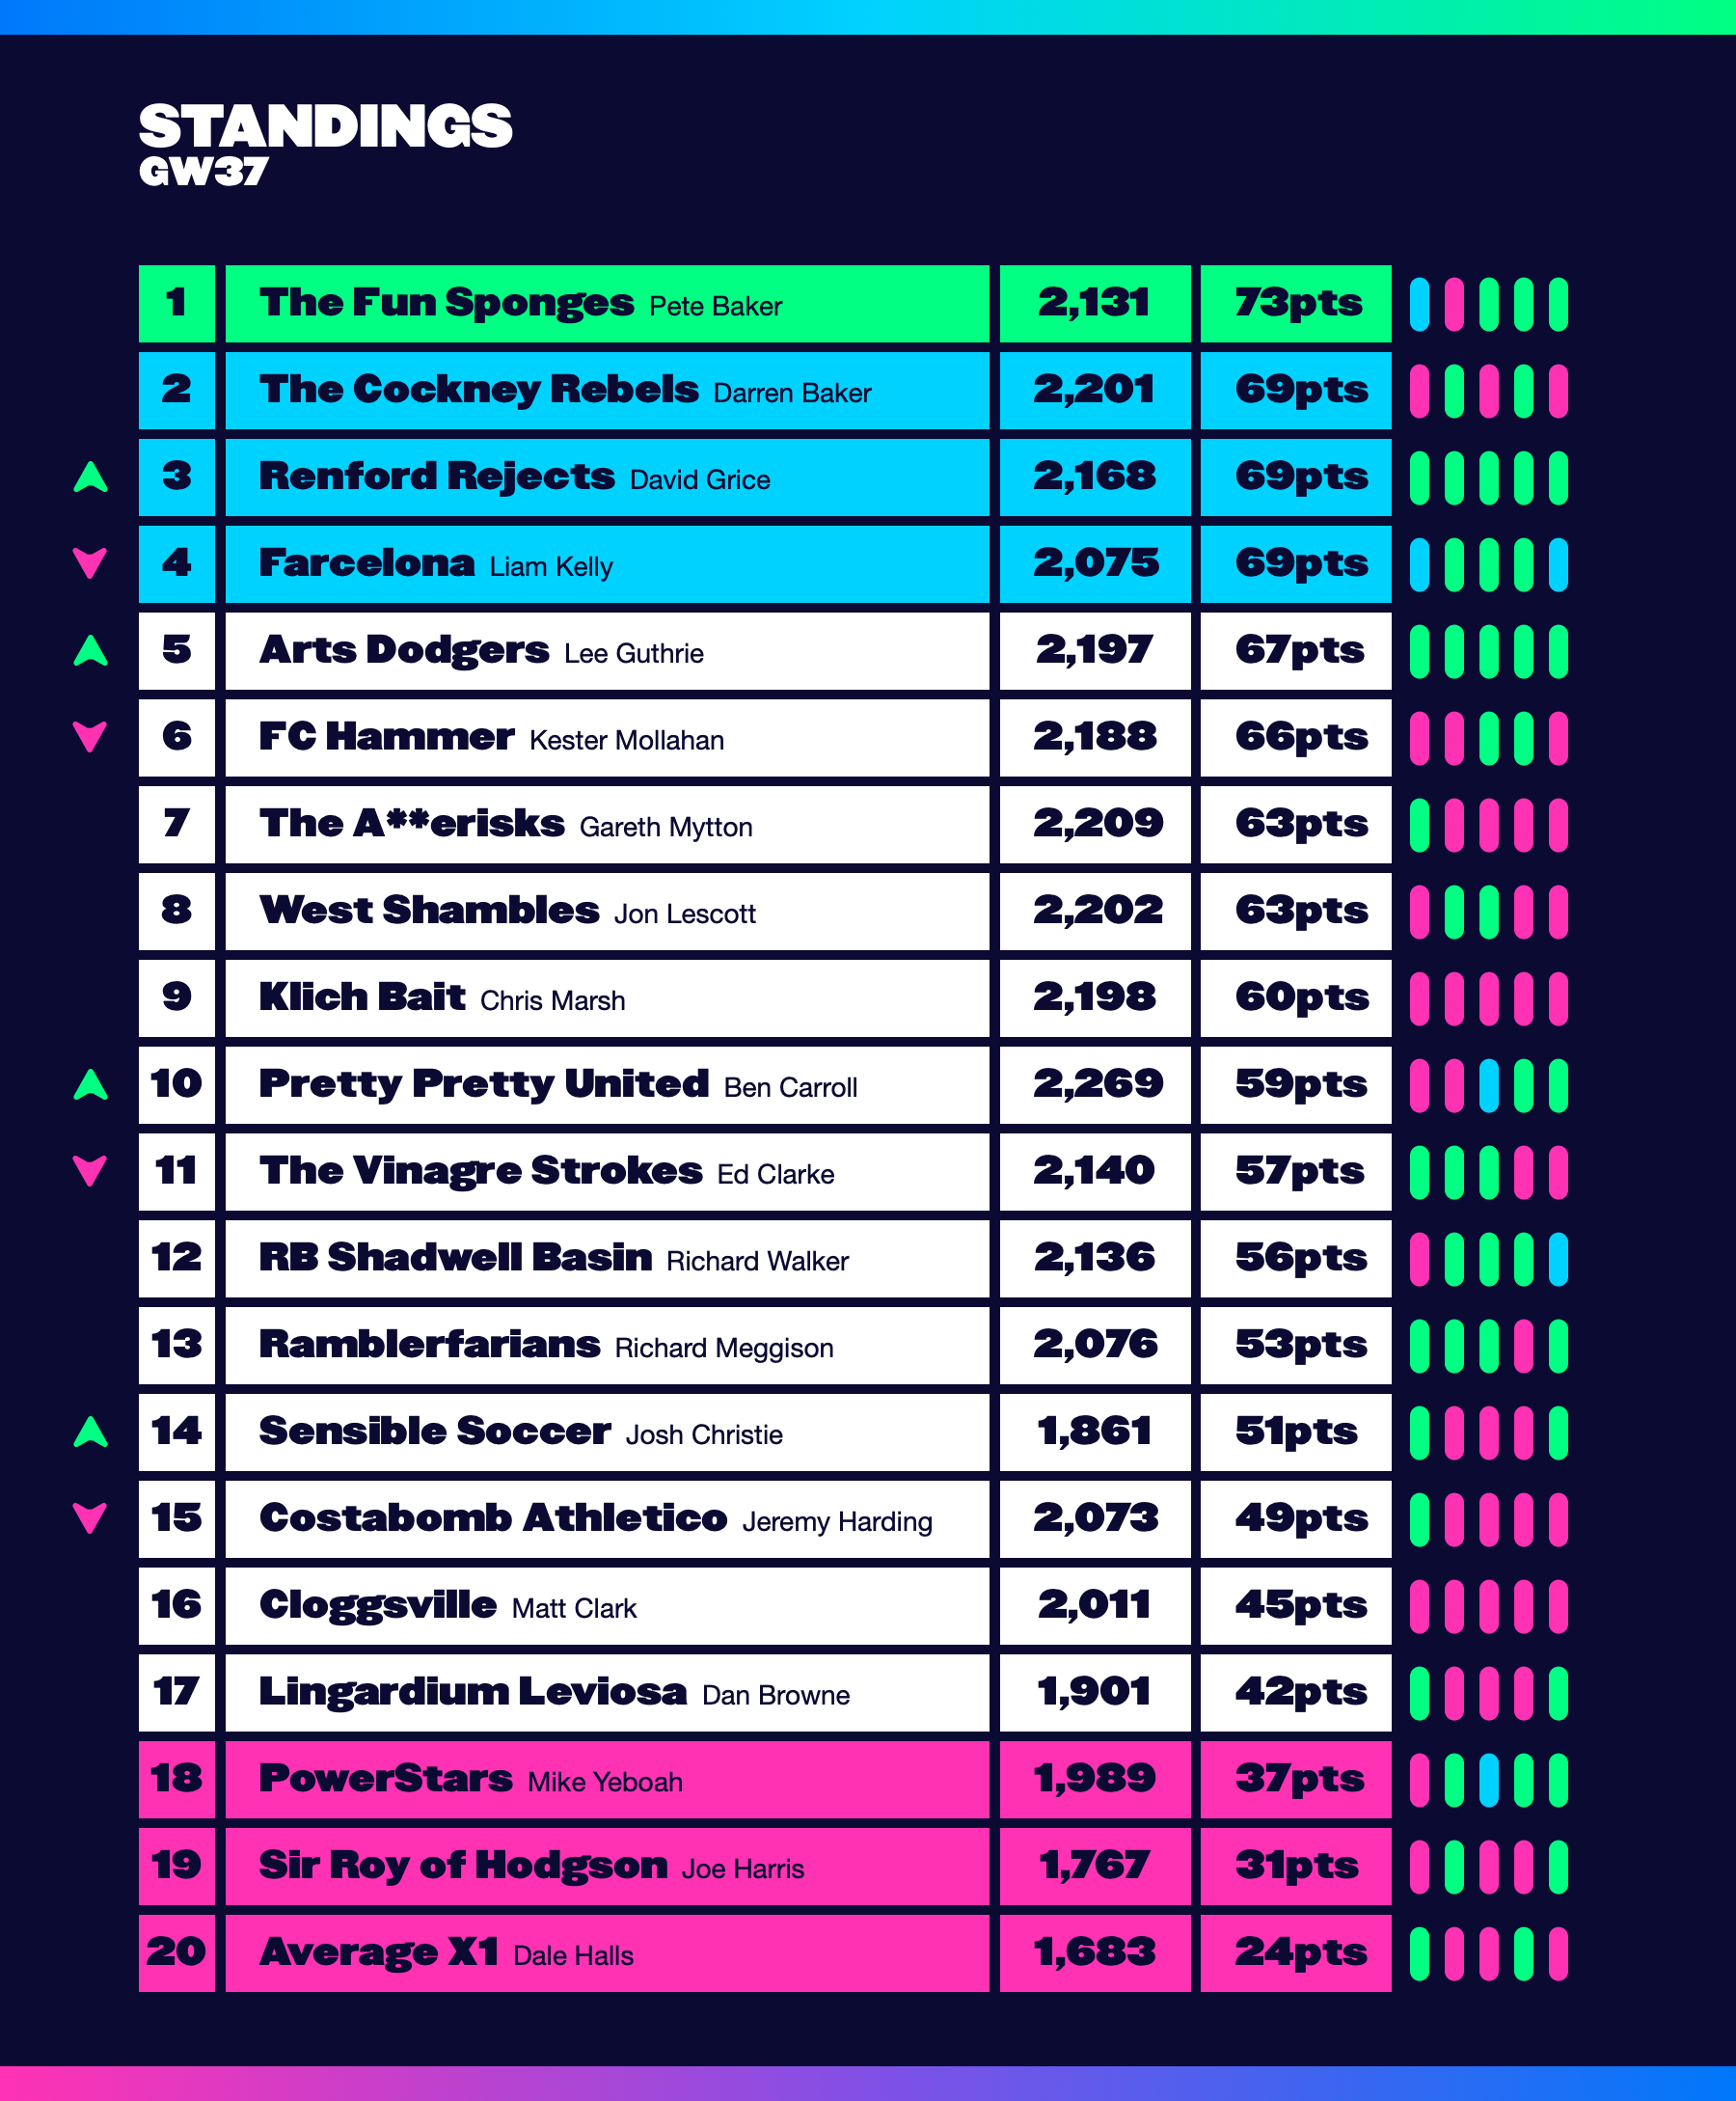 STANDINGS
GW37
1 The Fun Sponges Pete Baker 2,131 73pts
2 The Cockney Rebels Darren Baker 2,201 69pts
3 Renford Rejects David Grice 2,168 69pts
4 Farcelona Liam Kelly 2,075 69pts
5 Arts Dodgers Lee Guthrie 2,197 67pts
6 FC Hammer Kester Mollahan 2,188 66pts
7 The A**erisks Gareth Mytton 2,209 63pts
8 West Shambles Jon Lescott 2,202 63pts
9 Klich Bait Chris Marsh 2,198 60pts
10 Pretty Pretty United Ben Carroll 2,269 59pts
11 The Vinagre Strokes Ed Clarke 2,140 57pts
12 RB Shadwell Basin Richard Walker 2,136 56pts
13 Ramblerfarians Richard Meggison 2,076 53pts
14 Sensible Soccer Josh Christie 1,861 51pts
15 Costabomb Athletico Jeremy Harding 2,073 49pts
16 Cloggsville Matt Clark 2,011 45pts
17 Lingardium Leviosa Dan Browne 1,901 42pts
18 PowerStars Mike Yeboah 1,989 37pts
19 Sir Roy of Hodgson Joe Harris 1,767 31pts
20 Average X1 Dale Halls 1,683 24pts